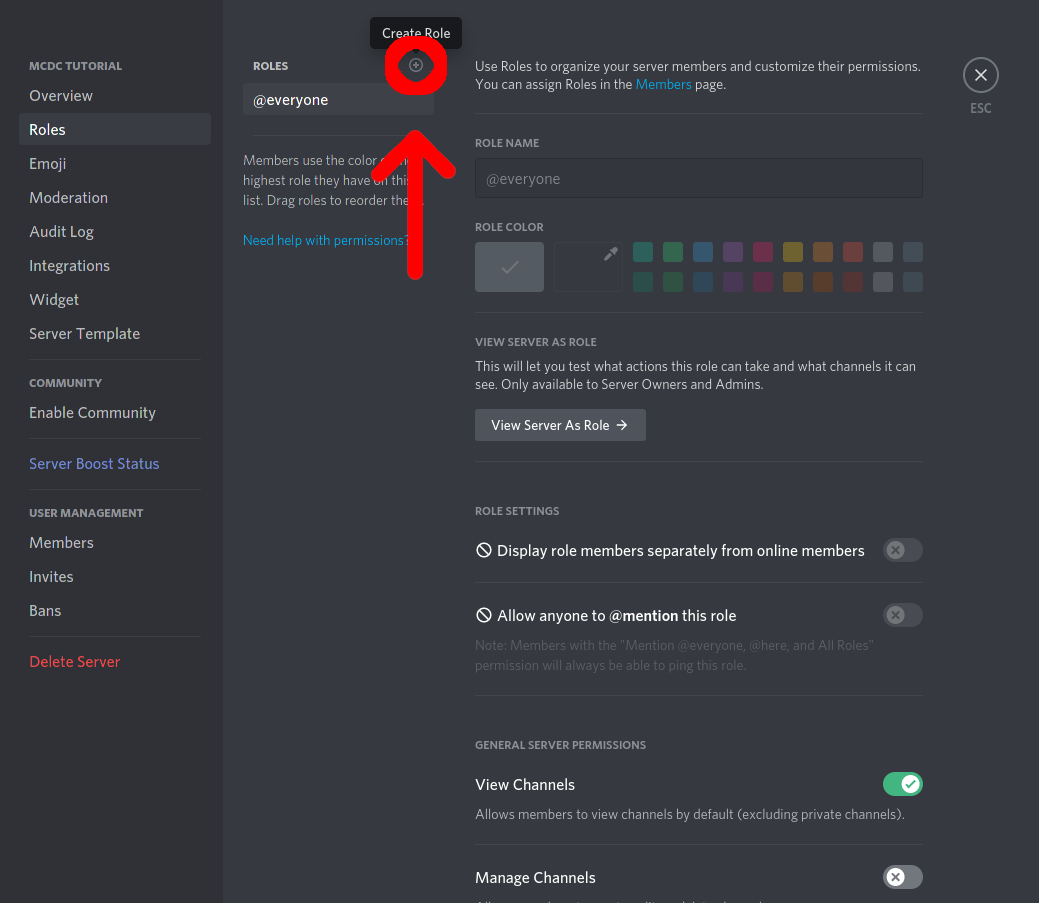 MCDC TUTORIAL
Overview
Roles
Emoji
Moderation
Audit Log
Integrations
Widget
Server Template
COMMUNITY
Enable Community
Server Boost Status
USER MANAGEMENT
Members
Invites
Bans
Delete Server
Create Role
ROLES
@everyone
Members use the color
highest role they have on this
list. Drag roles to reorder
Need help with permissions?
Use Roles to organize your server members and customize their permissions.
You can assign Roles in the Members page.
ESC
ROLE NAME
@everyone
ROLE COLOR
VIEW SERVER AS ROLE
This will let you test what actions this role can take and what channels it can
see. Only available to Server Owners and Admins.
View Server As Role →
ROLE SETTINGS
Display role members separately from online members
Allow anyone to @mention this role
Note: Members with the "Mention @everyone, @here, and All Roles"
permission will always be able to ping this role.
GENERAL SERVER PERMISSIONS
View Channels
Allows members to view channels by default (excluding private channels).
Manage Channels